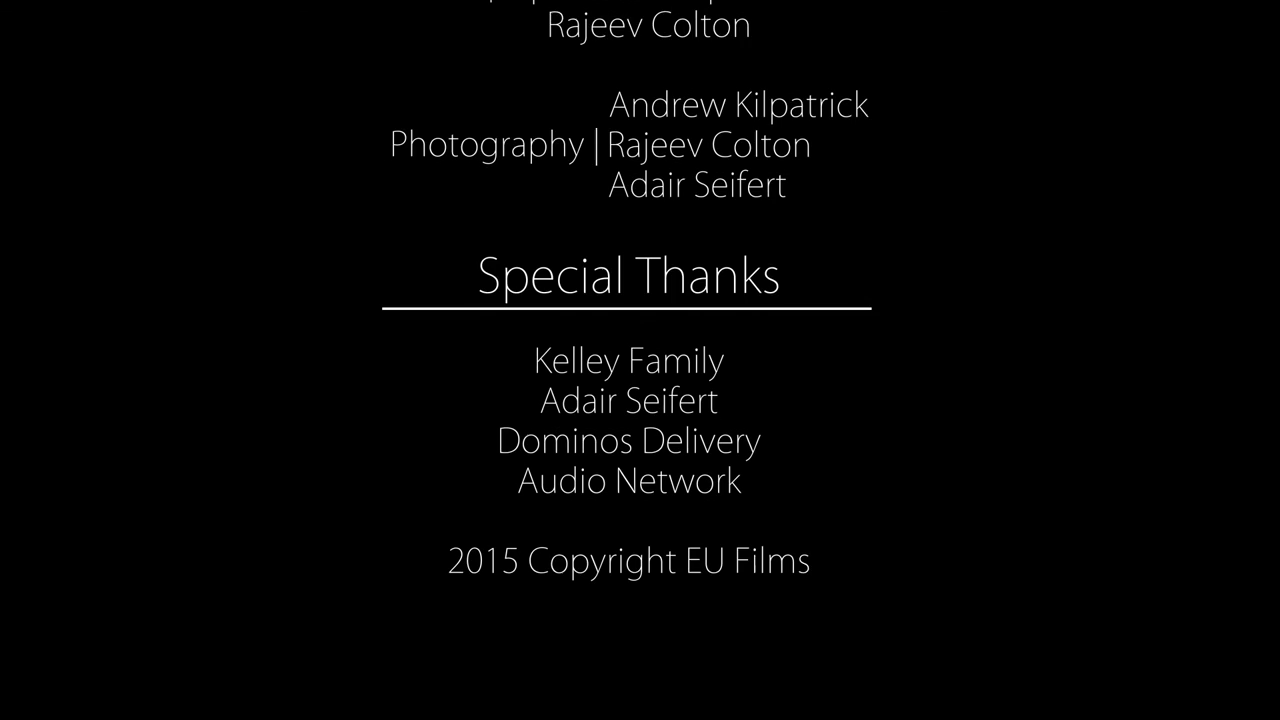 Rajeev Colton
Andrew Kilpatrick
Photography | Rajeev Colton
Adair Seifert
Special Thanks
Kelley Family
Adair Seifert
Dominos Delivery
Audio Network
2015 Copyright EU Films